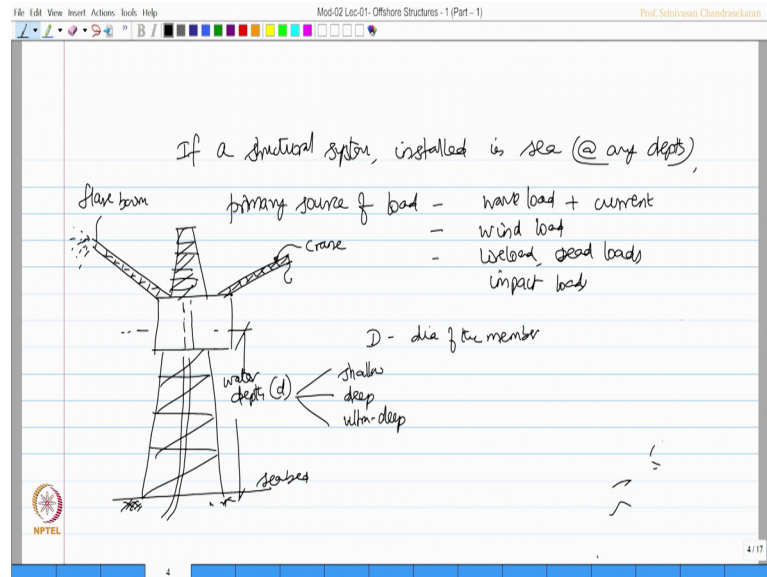 File Edit View Insert Actions Tools Help
Mod-02 Lec-01- Offshore Structures - 1 (Part – 1)
Prof. Srinivasan Chandrasekaran
B I
If a structural system, installed in sea (@ any depth),
flare boom
primary source of load - wave load + current
- wind load
- live load, dead loads
impact loads
crane
D - dia of the member
water depth (d)
shallow
deep
ultra-deep
seabed
NPTEL
4 / 17
4